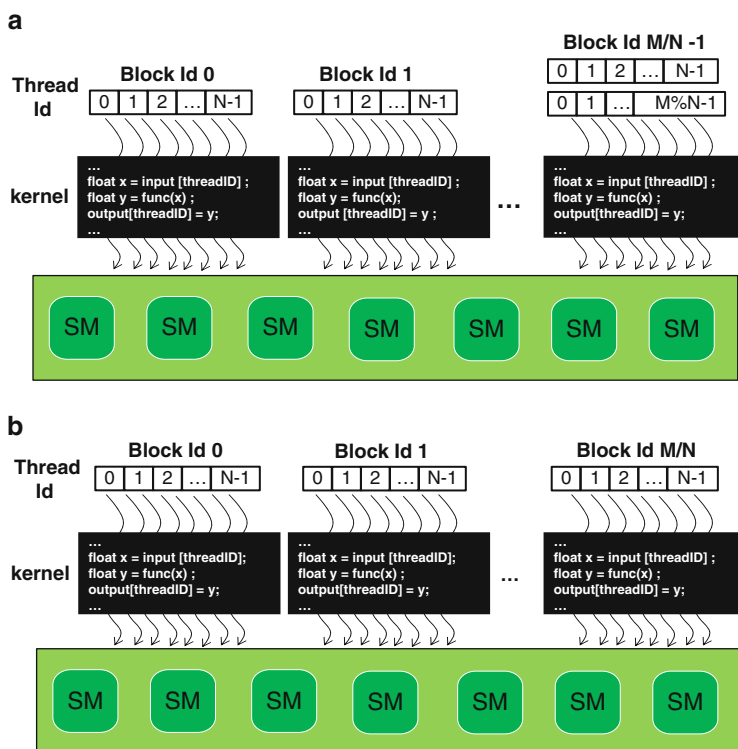 a
Block Id 0 Block Id 1 Block Id M/N -1
Thread Id
0 1 2 ... N-1
0 1 2 ... N-1
0 1 2 ... N-1
0 1 ... M%N-1
kernel
...
float x = input [threadID] ;
float y = func(x) ;
output[threadID] = y;
...
...
float x = input [threadID] ;
float y = func(x);
output [threadID] = y ;
...
...
...
float x = input [threadID] ;
float y = func(x) ;
output[threadID] = y;
...
SM SM SM SM SM SM SM
b
Block Id 0 Block Id 1 Block Id M/N
Thread Id
0 1 2 ... N-1
0 1 2 ... N-1
0 1 2 ... N-1
kernel
...
float x = input [threadID];
float y = func(x) ;
output[threadID] = y;
...
...
float x = input [threadID];
float y = func(x) ;
output[threadID] = y;
...
...
...
float x = input [threadID] ;
float y = func(x) ;
output[threadID] = y;
...
SM SM SM SM SM SM SM